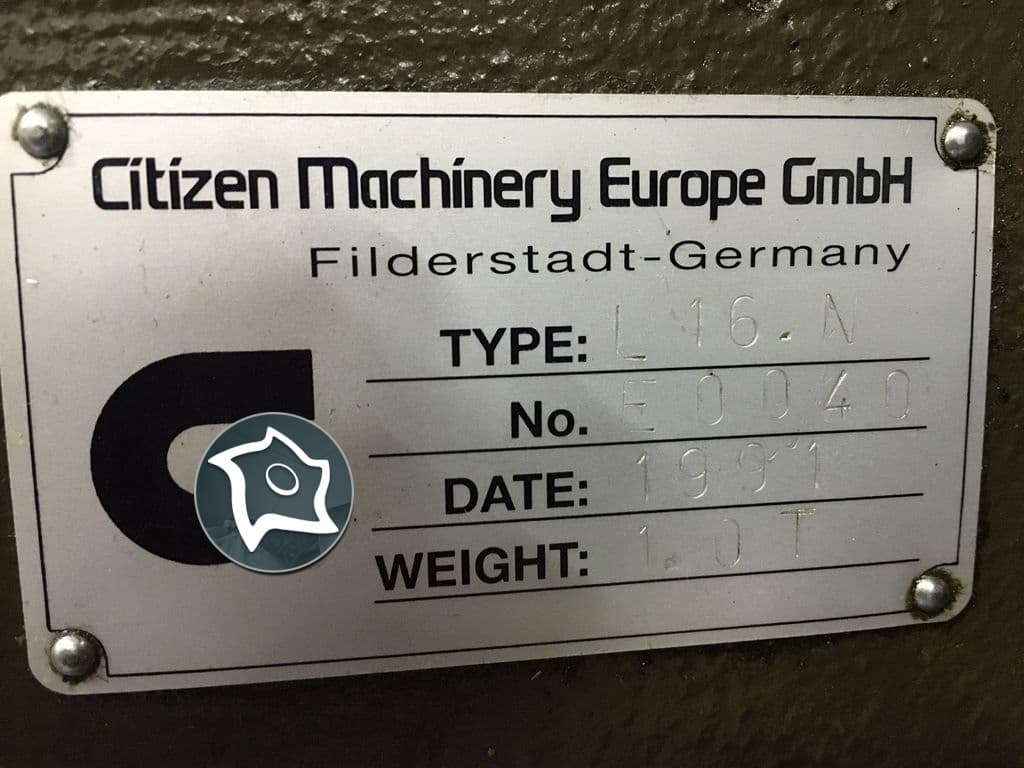 Citizen Machinery Europe GmbH
Filderstadt-Germany
TYPE: L 16.N
No. E0040
DATE: 1991
WEIGHT: 1.0T